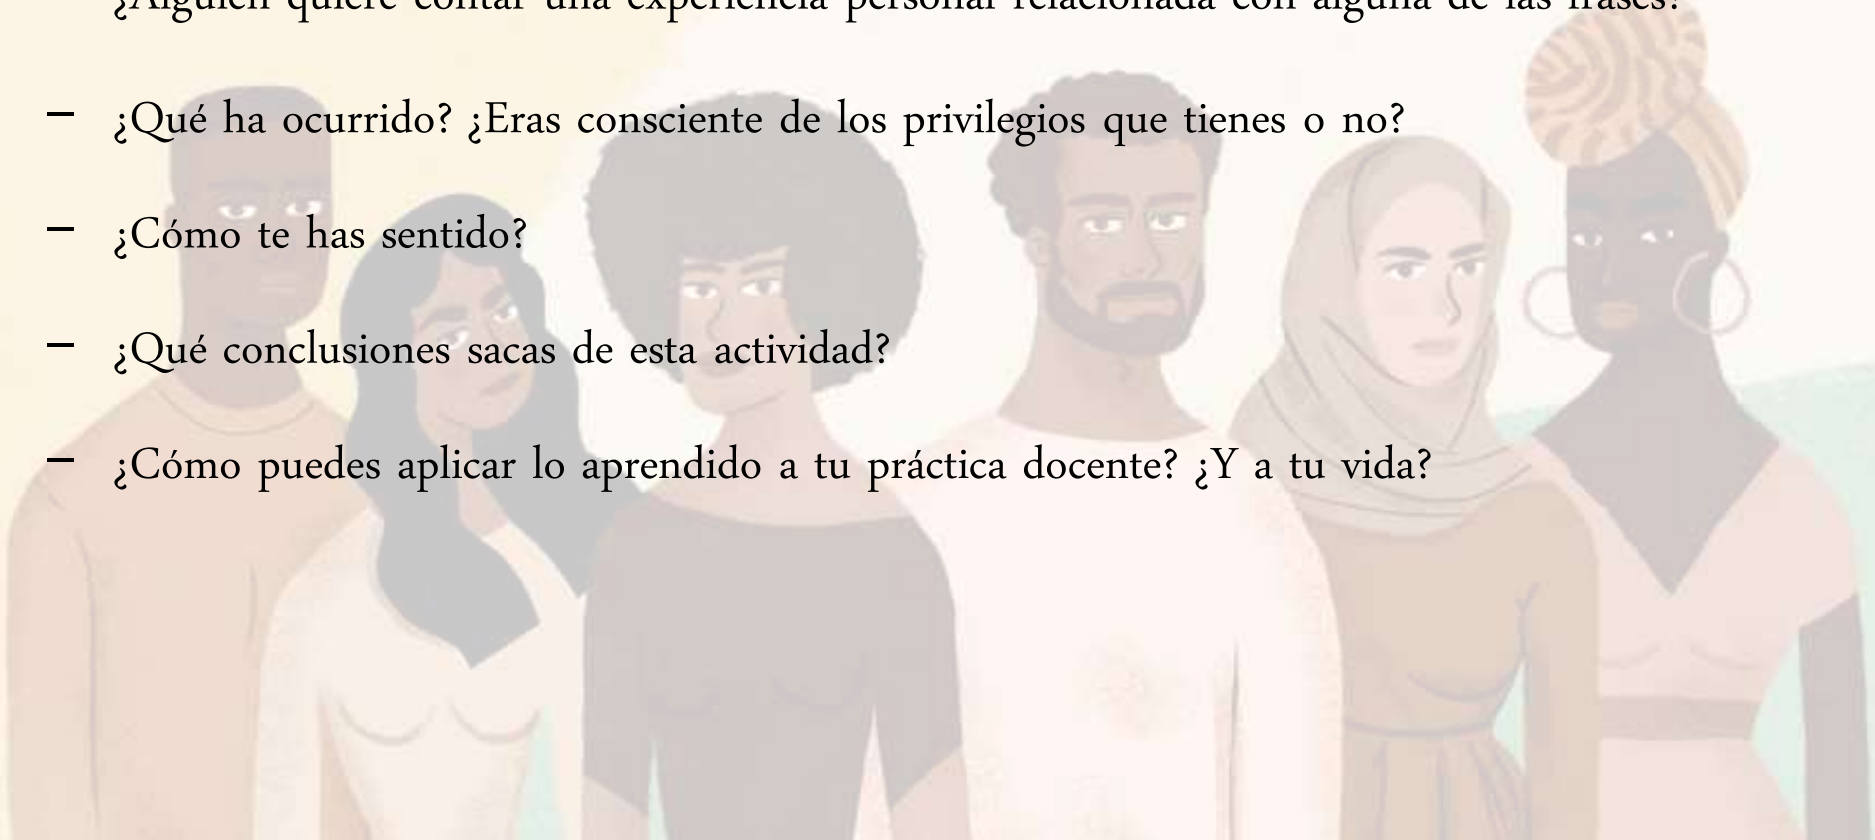 ¿Alguien quiere contar una experiencia personal relacionada con alguna de las frases?
– ¿Qué ha ocurrido? ¿Eras consciente de los privilegios que tienes o no?
– ¿Cómo te has sentido?
– ¿Qué conclusiones sacas de esta actividad?
– ¿Cómo puedes aplicar lo aprendido a tu práctica docente? ¿Y a tu vida?